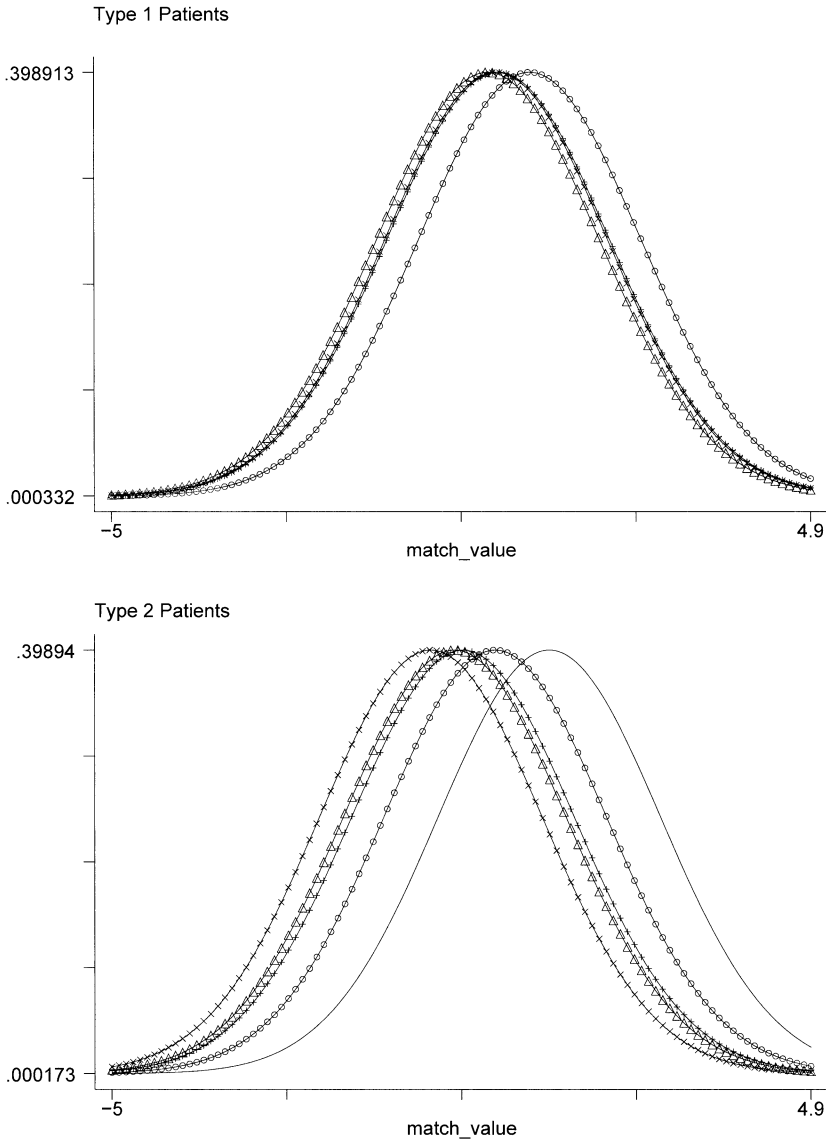 Type 1 Patients
.398913
.000332
−5
4.9
match_value
Type 2 Patients
.39894
.000173
−5
4.9
match_value